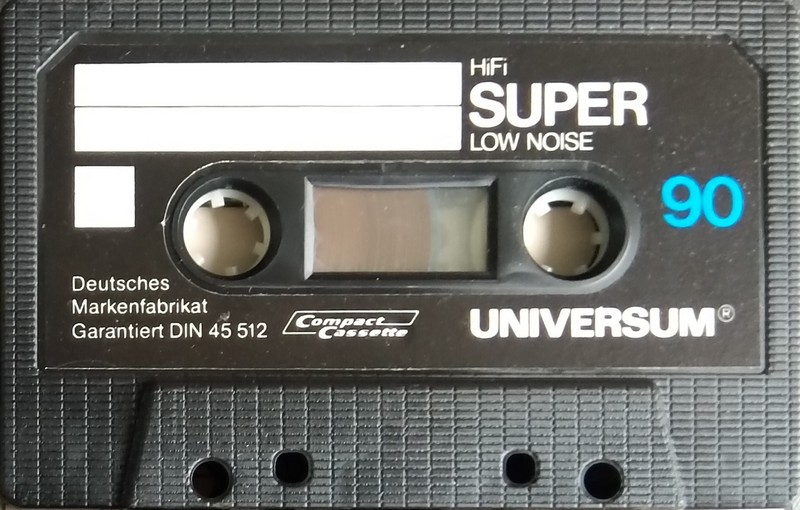 HiFi
SUPER
LOW NOISE
90
Deutsches
Markenfabrikat
Garantiert DIN 45 512
Compact
Cassette
UNIVERSUM®